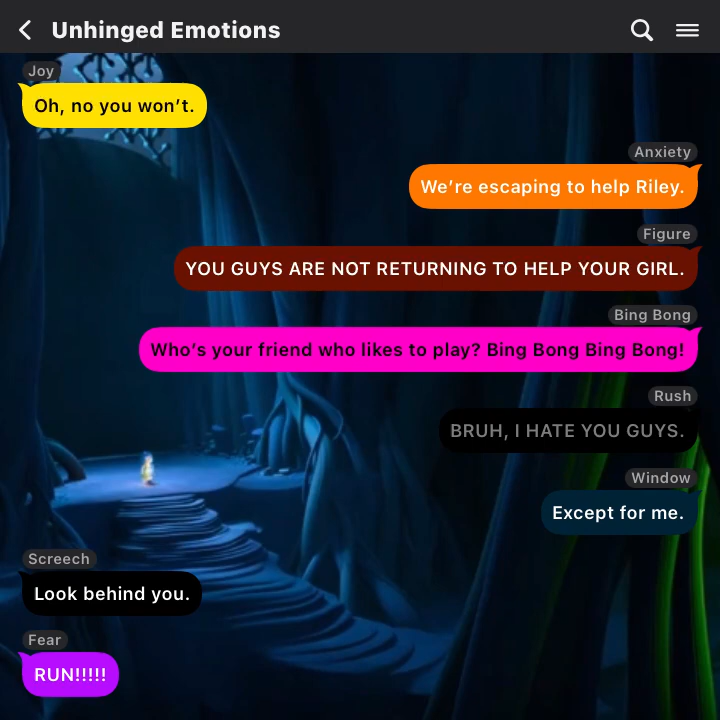 Unhinged Emotions
Joy
Oh, no you won’t.
Anxiety
We’re escaping to help Riley.
Figure
YOU GUYS ARE NOT RETURNING TO HELP YOUR GIRL.
Bing Bong
Who’s your friend who likes to play? Bing Bong Bing Bong!
Rush
BRUH, I HATE YOU GUYS.
Window
Except for me.
Screech
Look behind you.
Fear
RUN!!!!!